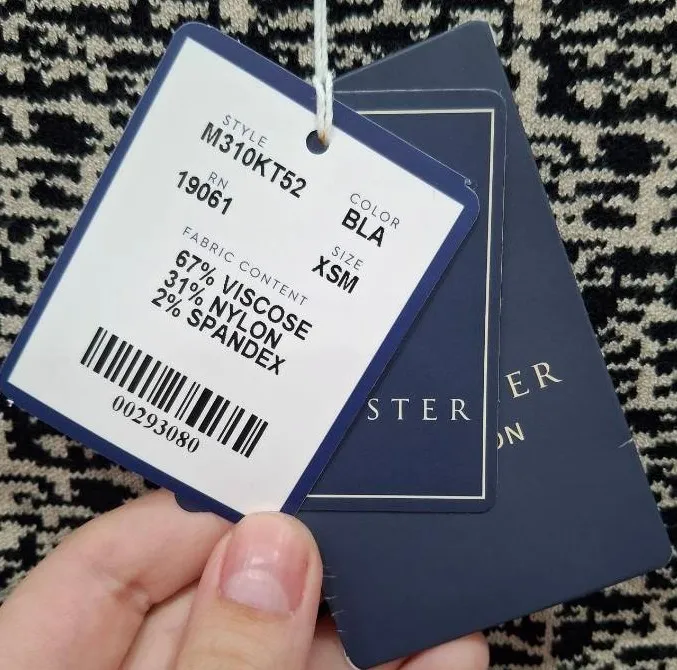 STYLE
M310KT52
RN
19061
COLOR
BLA
SIZE
XSM
FABRIC CONTENT
67% VISCOSE
31% NYLON
2% SPANDEX
00293080
STER
ER
ON